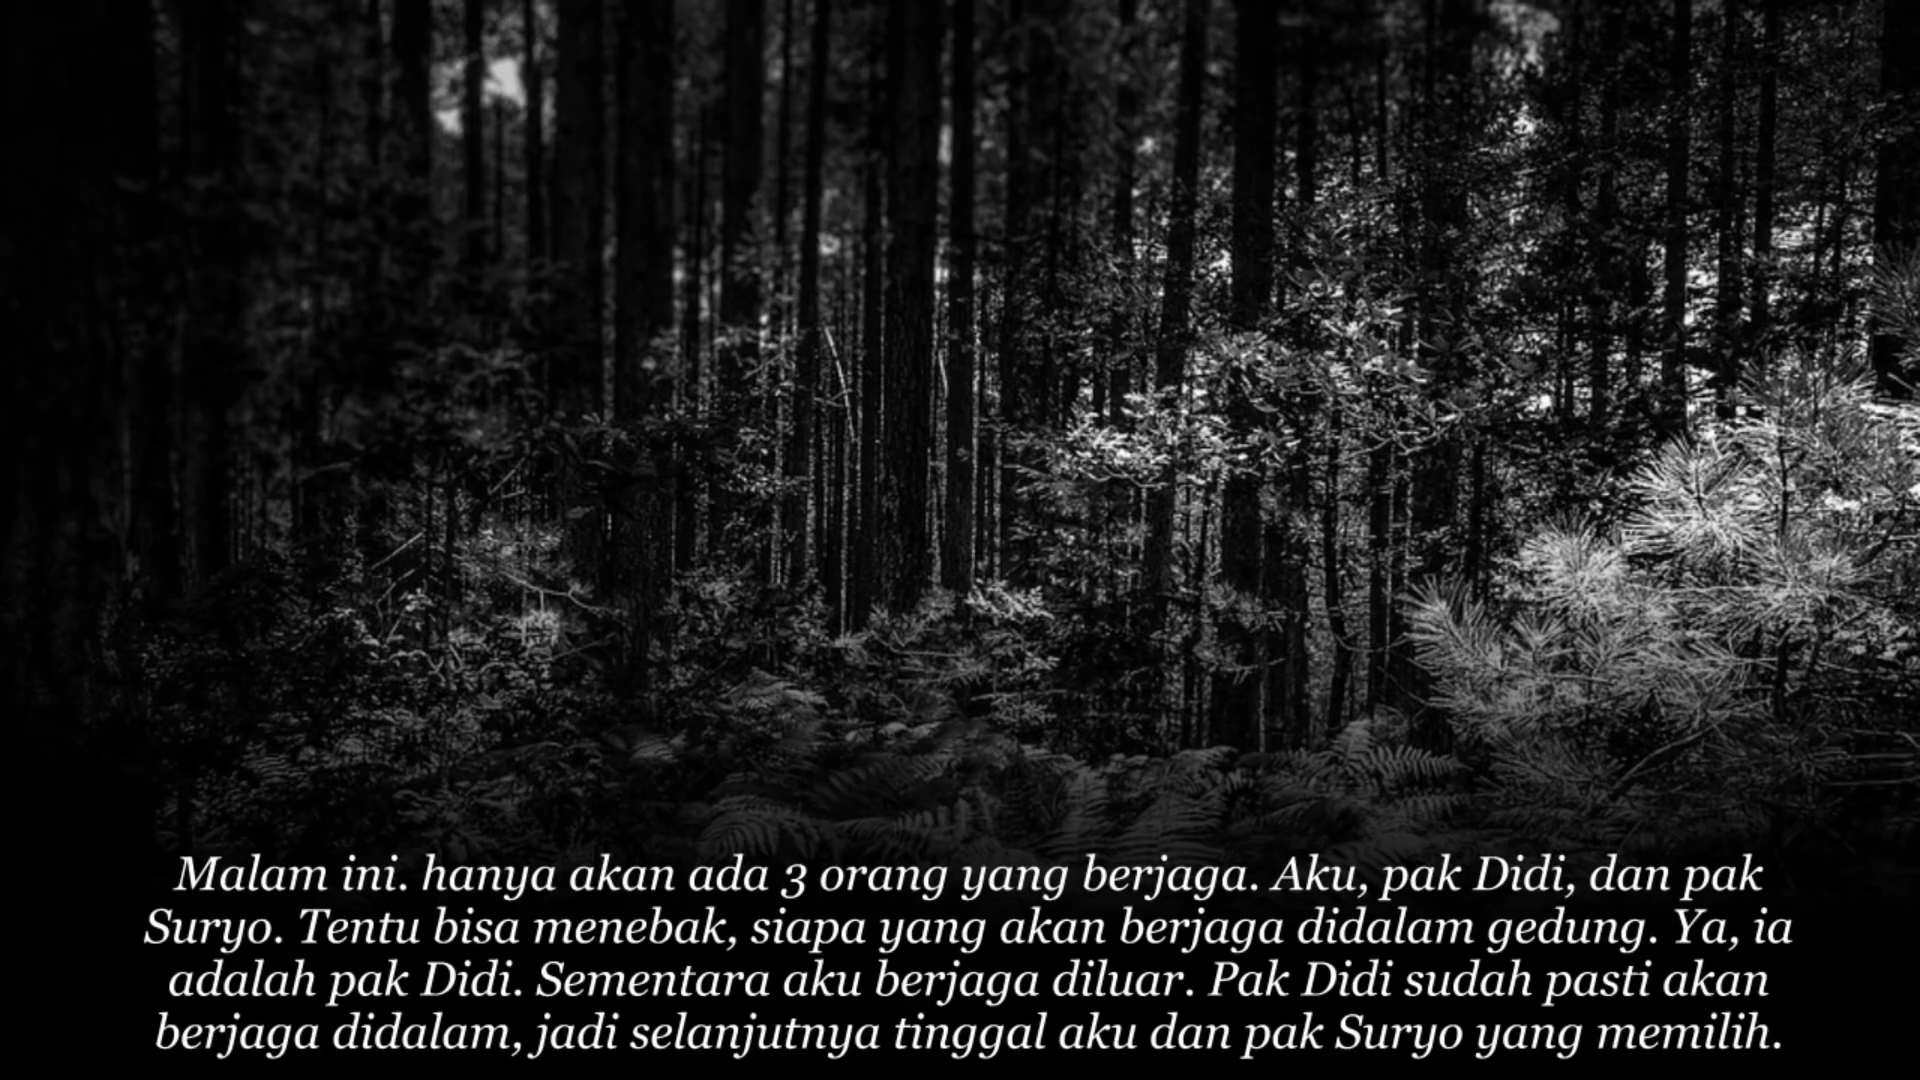 Malam ini. hanya akan ada 3 orang yang berjaga. Aku, pak Didi, dan pak
Suryo. Tentu bisa menebak, siapa yang akan berjaga didalam gedung. Ya, ia
adalah pak Didi. Sementara aku berjaga diluar. Pak Didi sudah pasti akan
berjaga didalam, jadi selanjutnya tinggal aku dan pak Suryo yang memilih.